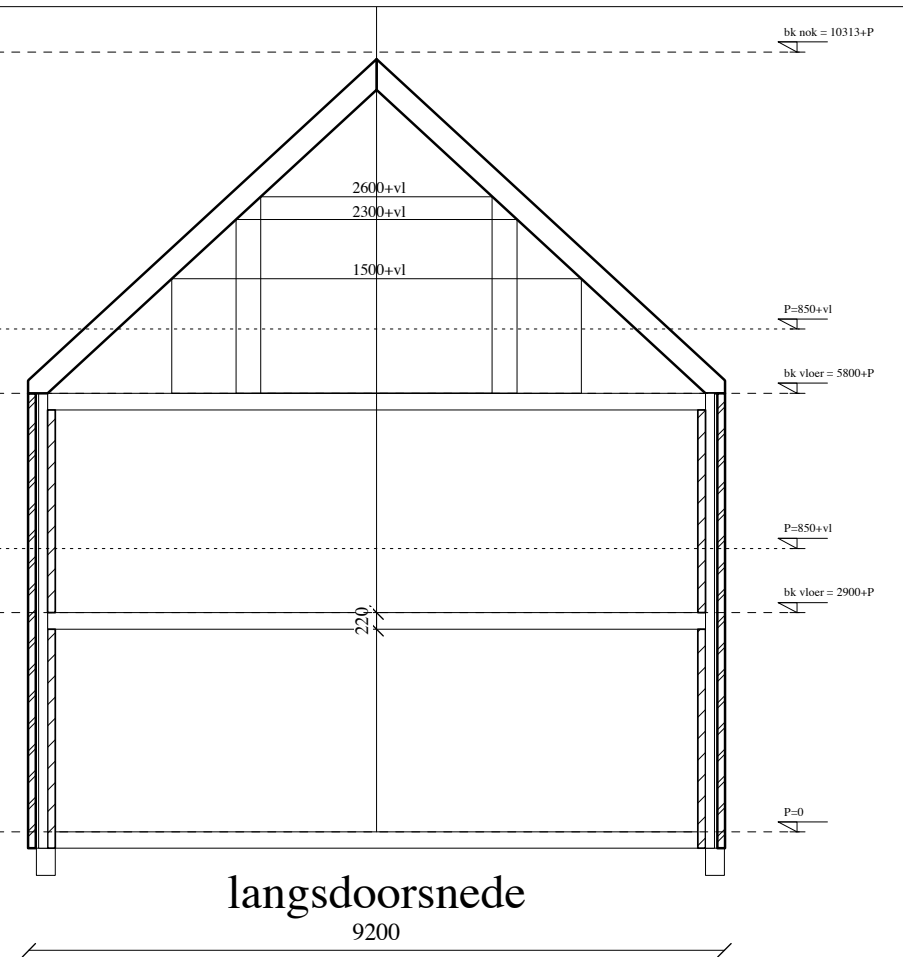 bk nok = 10313+P
2600+vl
2300+vl
1500+vl
P=850+vl
bk vloer = 5800+P
P=850+vl
bk vloer = 2900+P
220
P=0
langsdoorsnede
9200